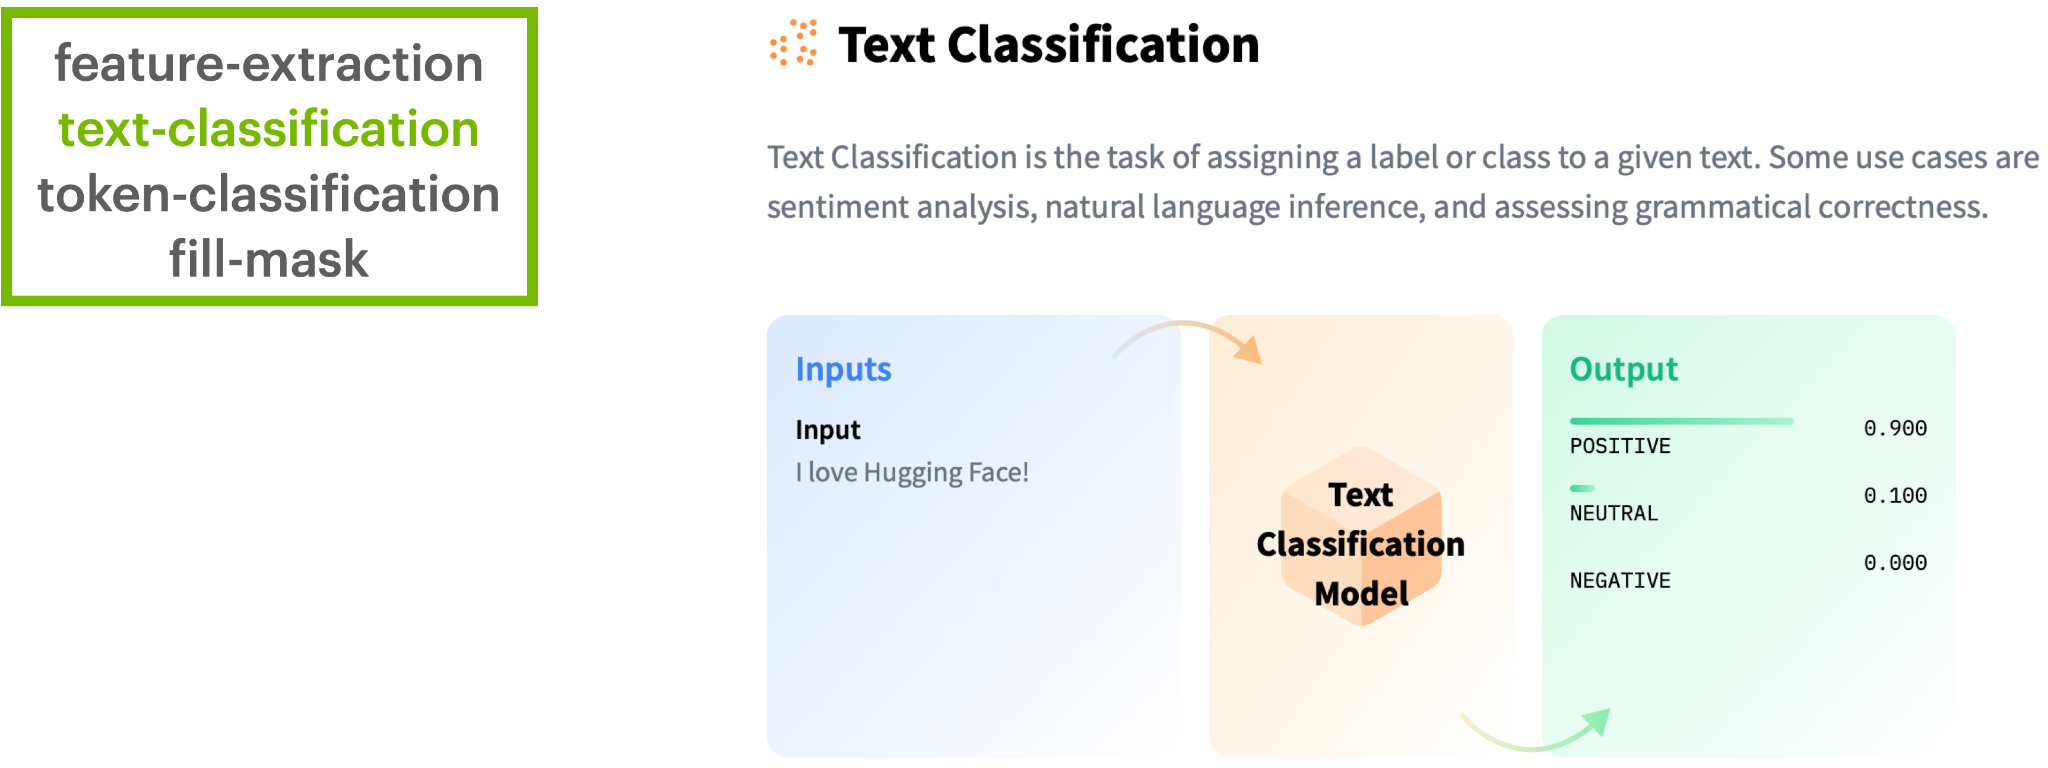 feature-extraction
text-classification
token-classification
fill-mask
Text Classification
Text Classification is the task of assigning a label or class to a given text. Some use cases are
sentiment analysis, natural language inference, and assessing grammatical correctness.
Inputs
Input
I love Hugging Face!
Text
Classification
Model
Output
POSITIVE 0.900
NEUTRAL 0.100
NEGATIVE 0.000